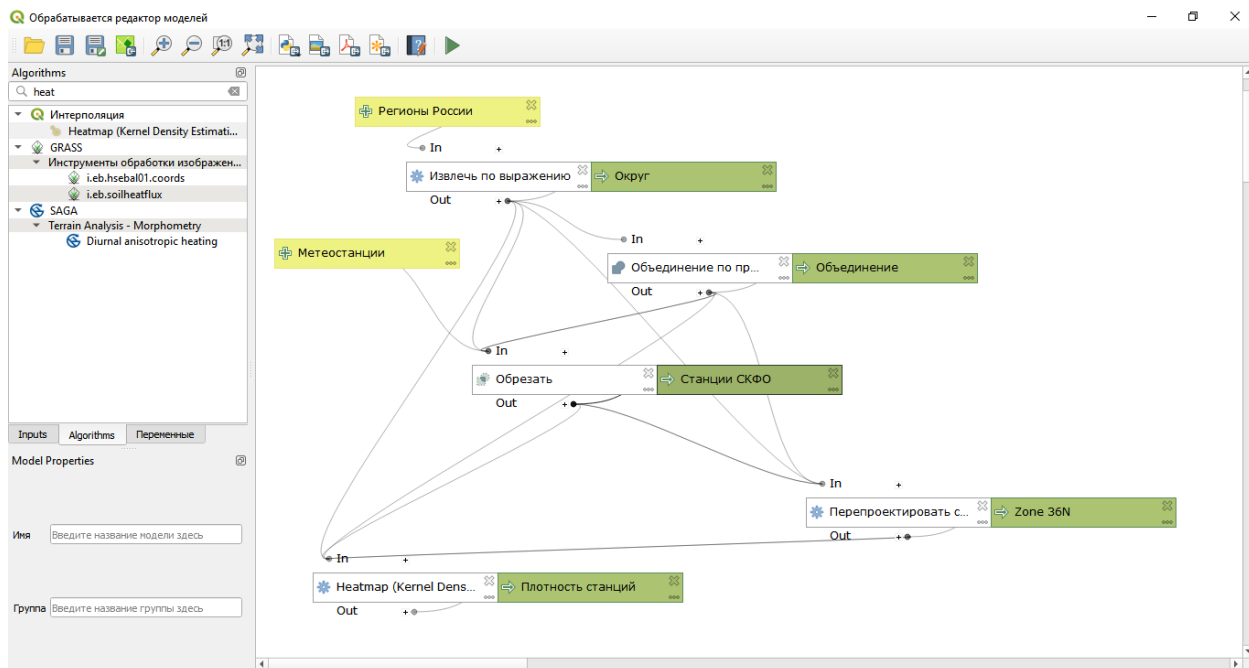 Обрабатывается редактор моделей
Algorithms
heat
Интерполяция
Heatmap (Kernel Density Estimati...
GRASS
Инструменты обработки изображен...
i.eb.hsebal01.coords
i.eb.soilheatflux
SAGA
Terrain Analysis - Morphometry
Diurnal anisotropic heating
Inputs Algorithms Переменные
Model Properties
Имя Введите название модели здесь
Группа Введите название группы здесь
Регионы России
In
Извлечь по выражению Округ
Out
Метеостанции
In
Объединение по пр... Объединение
Out
In
Обрезать Станции СКФО
Out
In
Перепроектировать с... Zone 36N
Out
In
Heatmap (Kernel Dens... Плотность станций
Out